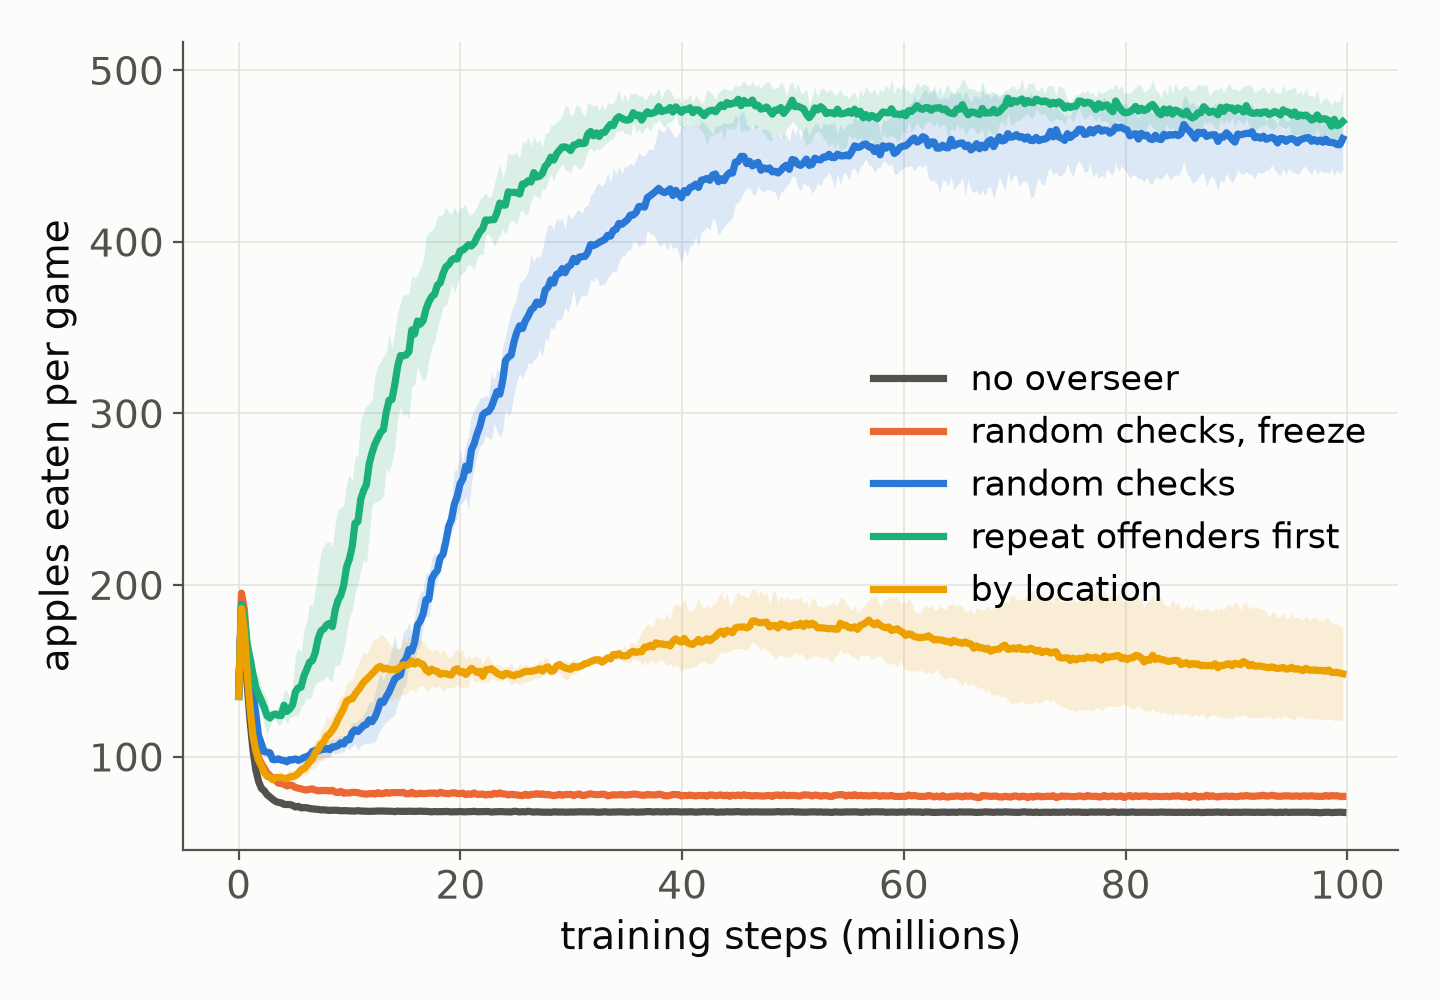 apples eaten per game
500
400
300
200
100
no overseer
random checks, freeze
random checks
repeat offenders first
by location
0 20 40 60 80 100
training steps (millions)